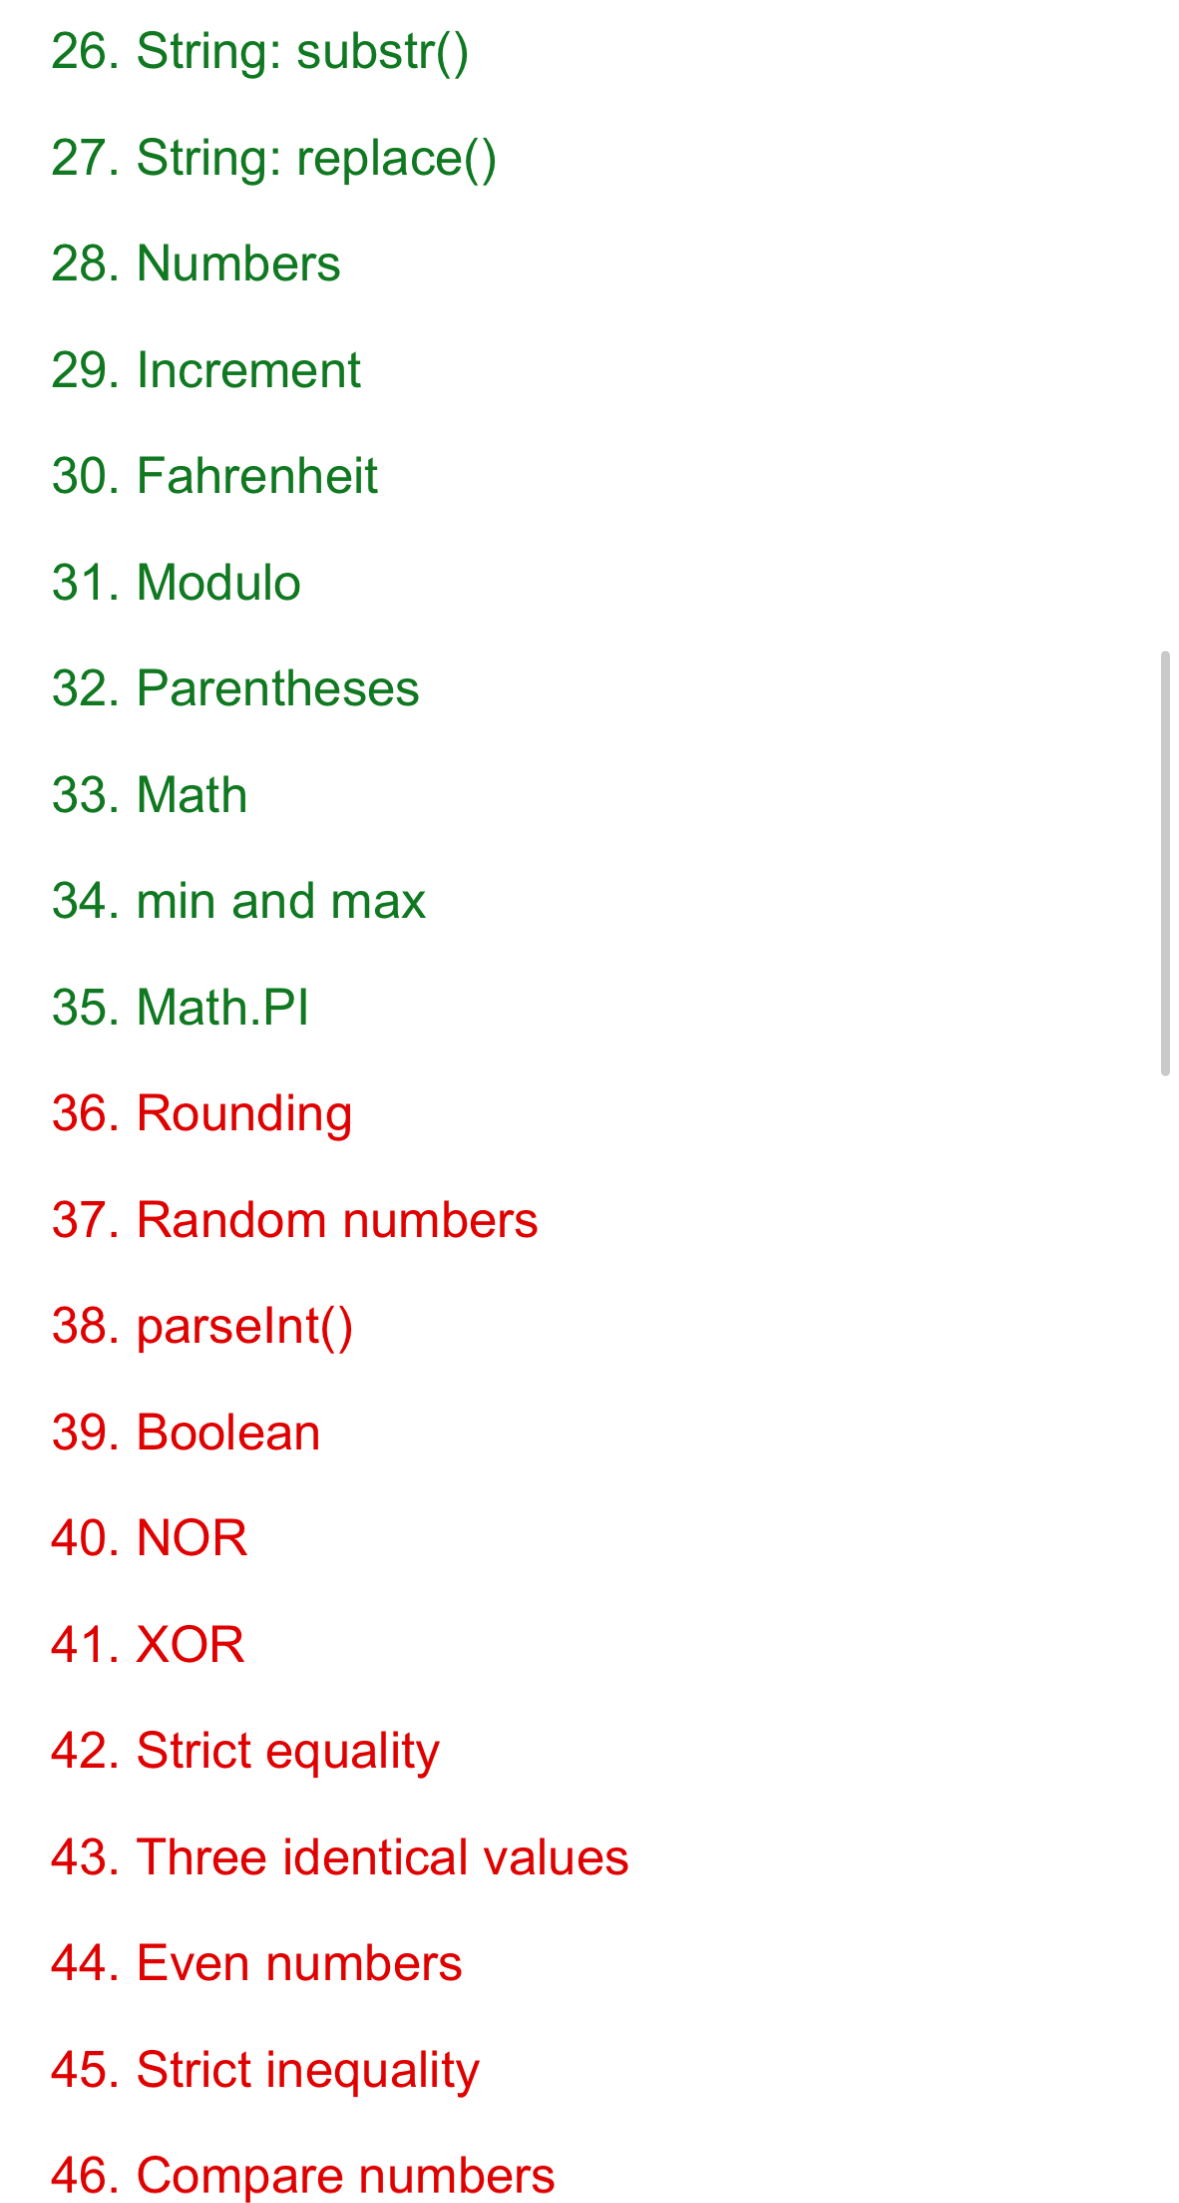 26. String: substr()
27. String: replace()
28. Numbers
29. Increment
30. Fahrenheit
31. Modulo
32. Parentheses
33. Math
34. min and max
35. Math.PI
36. Rounding
37. Random numbers
38. parseInt()
39. Boolean
40. NOR
41. XOR
42. Strict equality
43. Three identical values
44. Even numbers
45. Strict inequality
46. Compare numbers